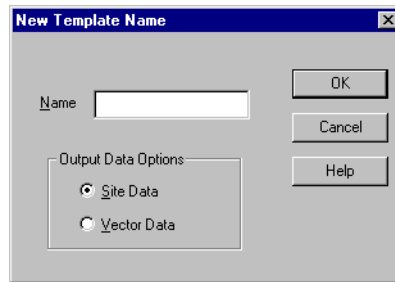 New Template Name
Name
OK
Cancel
Help
Output Data Options
Site Data
Vector Data